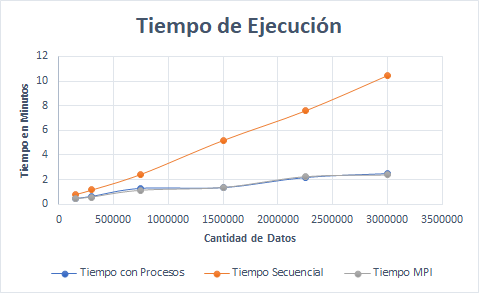 Tiempo de Ejecución
12
10
8
6
4
2
0
Tiempo en Minutos
0 500000 1000000 1500000 2000000 2500000 3000000 3500000
Cantidad de Datos
Tiempo con Procesos Tiempo Secuencial Tiempo MPI